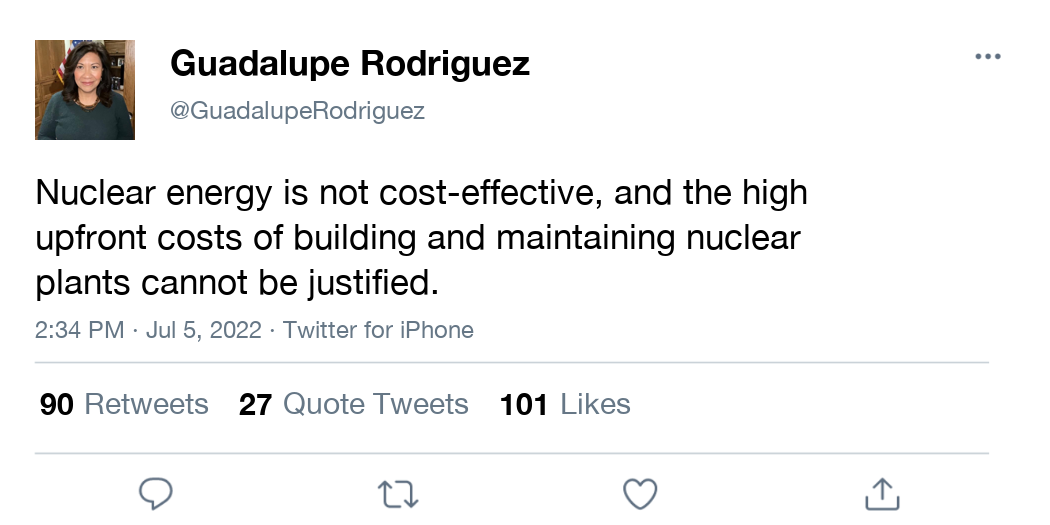 Guadalupe Rodriguez
@GuadalupeRodriguez
Nuclear energy is not cost-effective, and the high
upfront costs of building and maintaining nuclear
plants cannot be justified.
2:34 PM · Jul 5, 2022 · Twitter for iPhone
90 Retweets 27 Quote Tweets 101 Likes